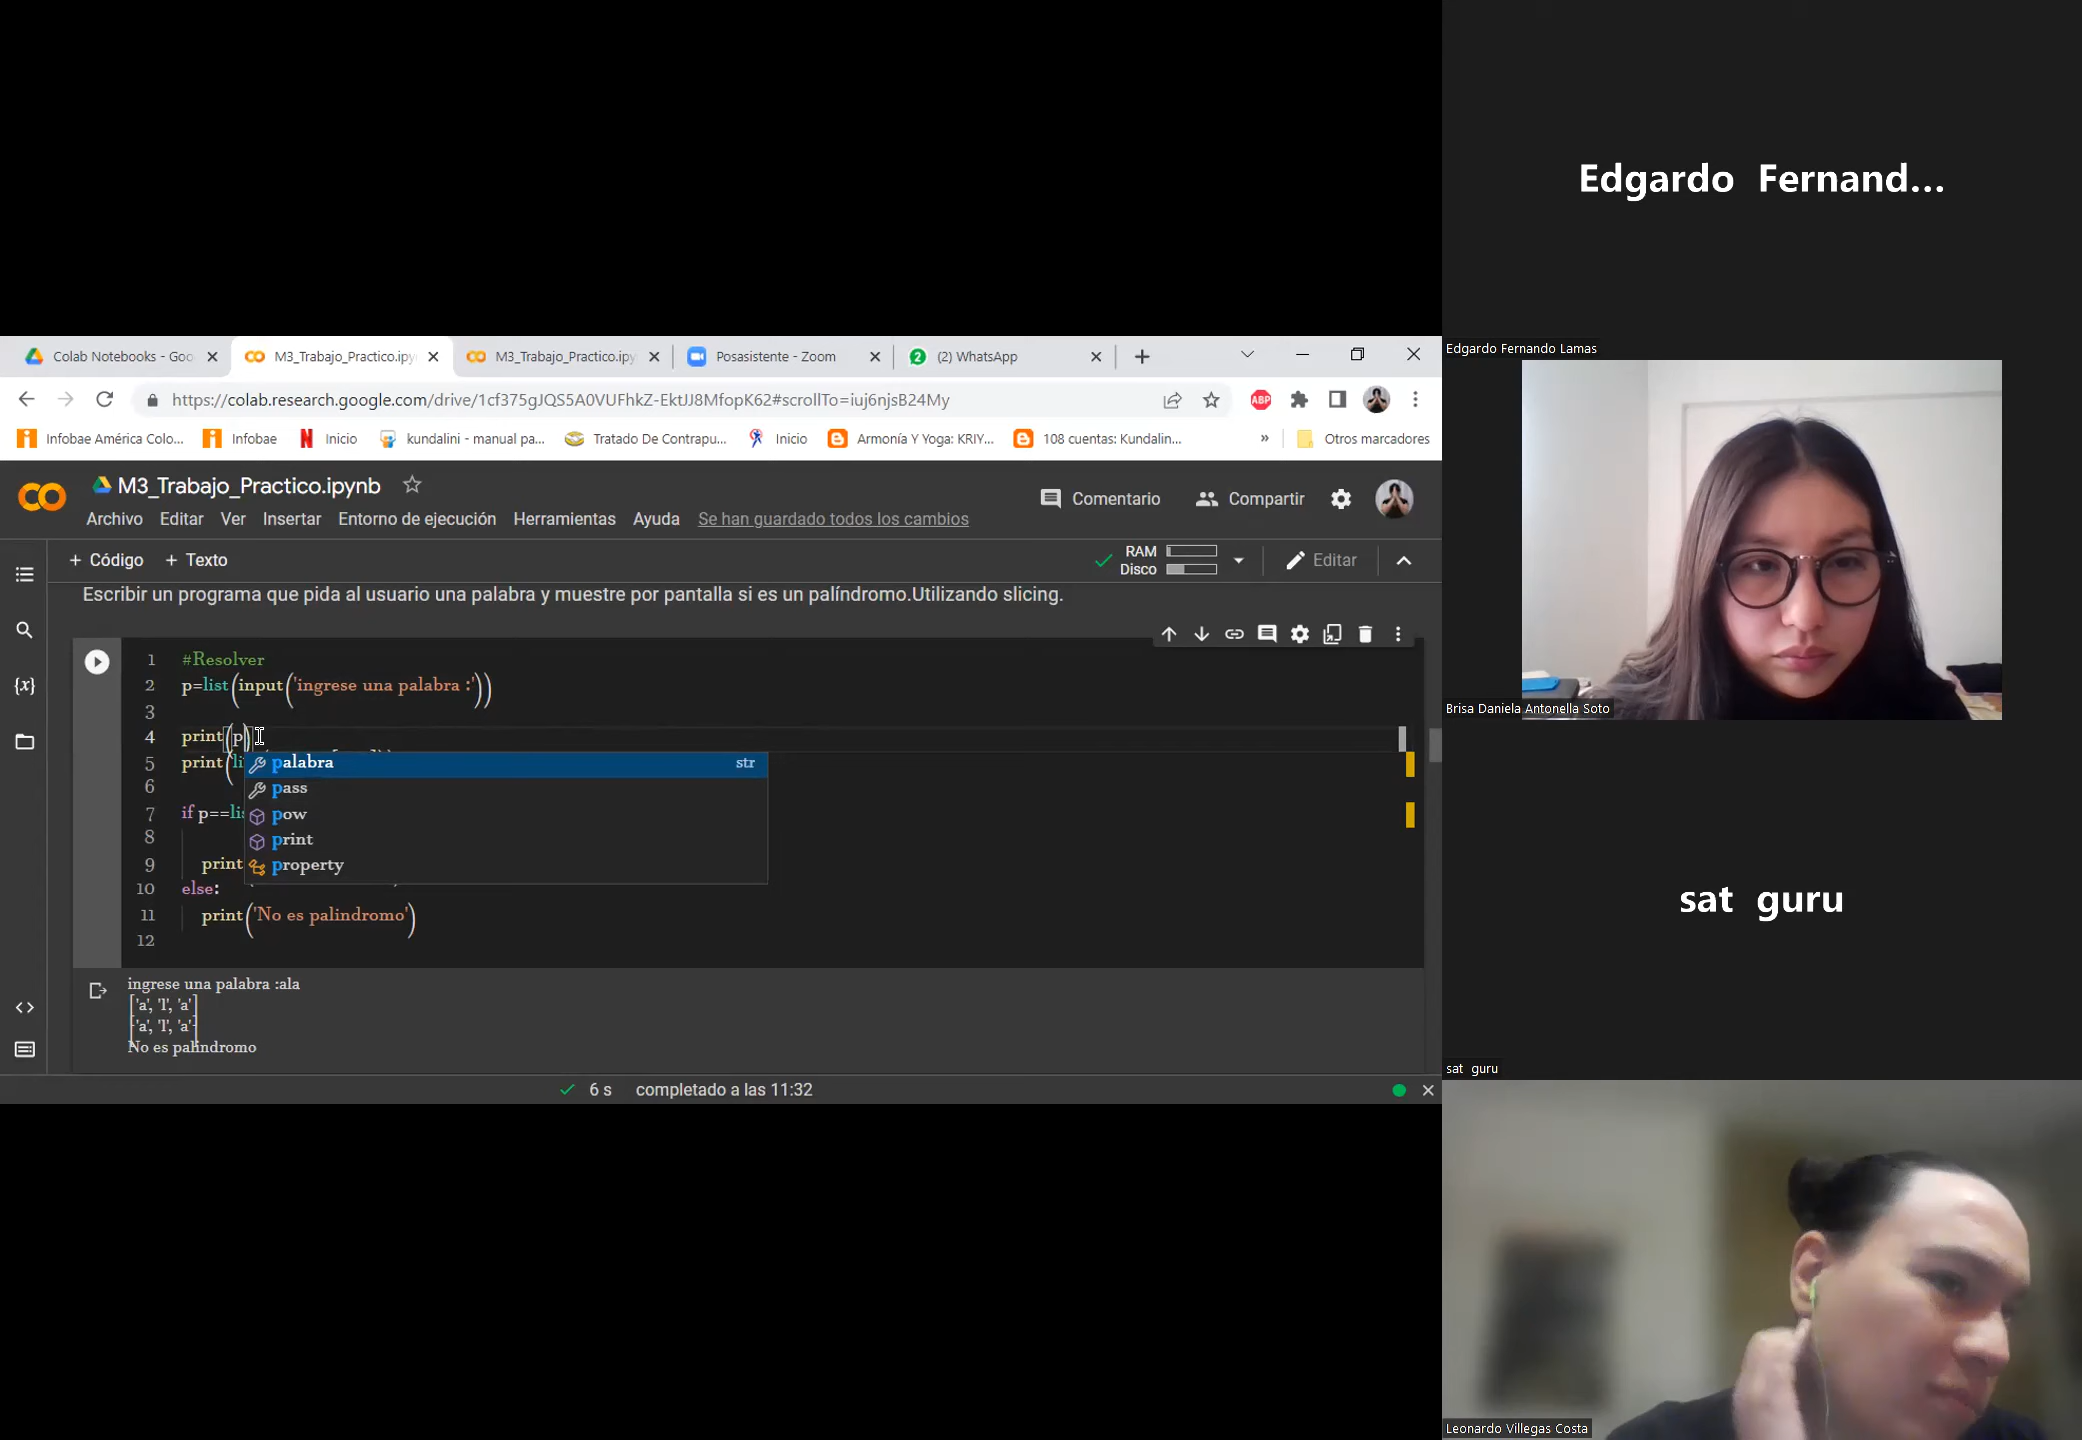 Colab Notebooks - Goo
M3_Trabajo_Practico.ipy
M3_Trabajo_Practico.ipy
Posasistente - Zoom
2 (2) WhatsApp
https://colab.research.google.com/drive/1cf375gJQS5A0VUFhkZ-EktJJ8MfopK62#scrollTo=iuj6njsB24My
ABP
Infobae América Colo...
Infobae
N Inicio
kundalini - manual pa...
Tratado De Contrapu...
Inicio
Armonía Y Yoga: KRIY...
108 cuentas: Kundalin...
»
Otros marcadores
M3_Trabajo_Practico.ipynb
Comentario
Compartir
Archivo Editar Ver Insertar Entorno de ejecución Herramientas Ayuda Se han guardado todos los cambios
+ Código + Texto
RAM
Disco
Editar
Escribir un programa que pida al usuario una palabra y muestre por pantalla si es un palíndromo.Utilizando slicing.
1 #Resolver
2 p=list(input('ingrese una palabra :'))
3
4 print(p)
5 print(li
palabra str
pass
6
7 if p==lis
pow
8
print
9 print
property
10 else:
11 print('No es palindromo')
12
ingrese una palabra :ala
['a', 'l', 'a']
['a', 'l', 'a']
No es palindromo
6 s completado a las 11:32
Edgardo Fernand...
Edgardo Fernando Lamas
Brisa Daniela Antonella Soto
sat guru
sat guru
Leonardo Villegas Costa